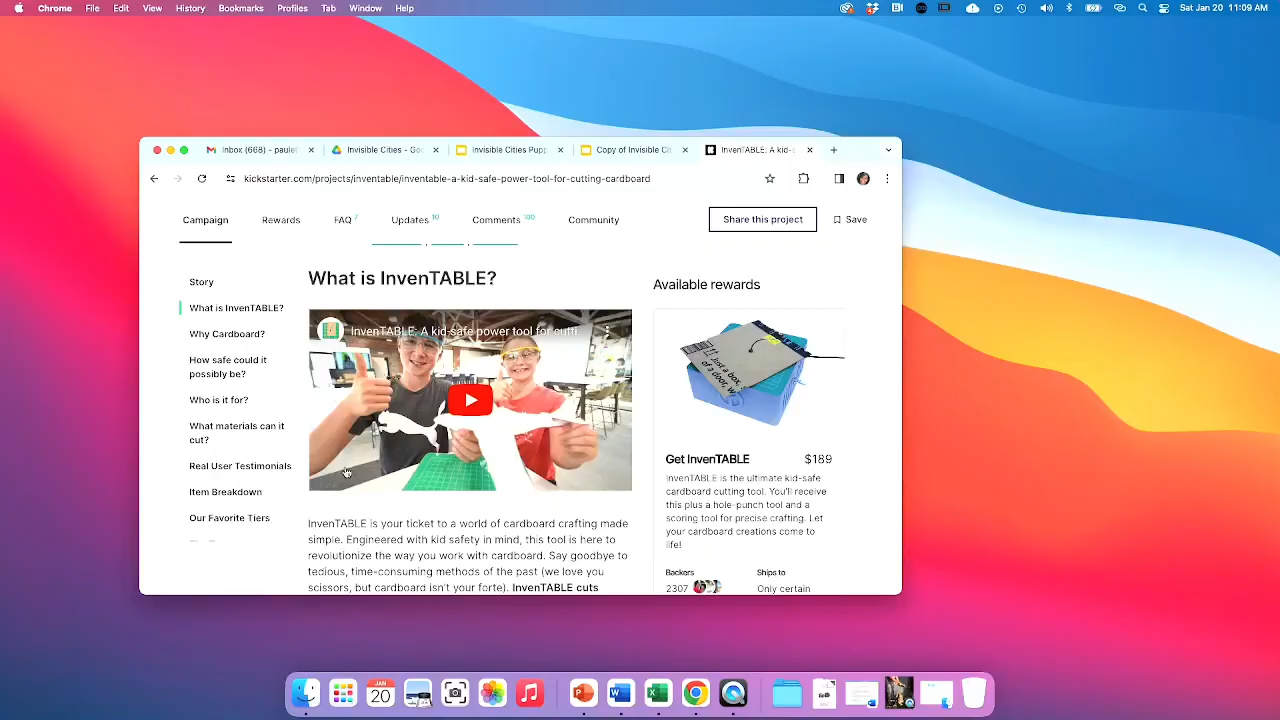 Chrome File Edit View History Bookmarks Profiles Tab Window Help
Sat Jan 20 11:09 AM
Inbox (668) - paulet
Invisible Cities - Goo
Invisible Cities Pupp
Copy of Invisible Cit
InvenTABLE: A kid-s
kickstarter.com/projects/inventable/inventable-a-kid-safe-power-tool-for-cutting-cardboard
Campaign
Rewards
FAQ 7
Updates 10
Comments 100
Community
Share this project
Save
Story
What is InvenTABLE?
Why Cardboard?
How safe could it
possibly be?
Who is it for?
What materials can it
cut?
Real User Testimonials
Item Breakdown
Our Favorite Tiers
What is InvenTABLE?
InvenTABLE: A kid-safe power tool for cutti...
InvenTABLE is your ticket to a world of cardboard crafting made
simple. Engineered with kid safety in mind, this tool is here to
revolutionize the way you work with cardboard. Say goodbye to
tedious, time-consuming methods of the past (we love you
scissors, but cardboard isn't your forte). InvenTABLE cuts
Available rewards
just a box,
of a door, w
Get InvenTABLE $189
InvenTABLE is the ultimate kid-safe
cardboard cutting tool. You'll receive
this plus a hole-punch tool and a
scoring tool for precise crafting. Let
your cardboard creations come to
life!
Backers
2307
Ships to
Only certain
JAN
20